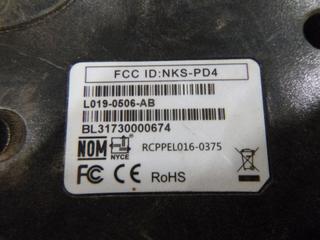 FCC ID:NKS-PD4
L019-0506-AB
BL31730000674
NOM NYCE RCPPEL016-0375
FC CE RoHS